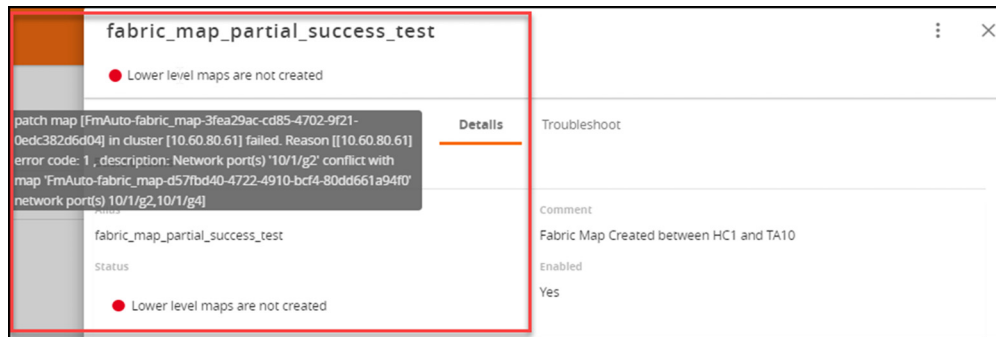 fabric_map_partial_success_test
Lower level maps are not created
patch map [FmAuto-fabric_map-3fea29ac-cd85-4702-9f21-
0edc382d6d04] in cluster [10.60.80.61] failed. Reason [[10.60.80.61]
error code: 1 , description: Network port(s) '10/1/g2' conflict with
map 'FmAuto-fabric_map-d57fbd40-4722-4910-bcf4-80dd661a94f0'
network port(s) 10/1/g2,10/1/g4]
Details
Troubleshoot
Alias
fabric_map_partial_success_test
Comment
Fabric Map Created between HC1 and TA10
Status
Lower level maps are not created
Enabled
Yes